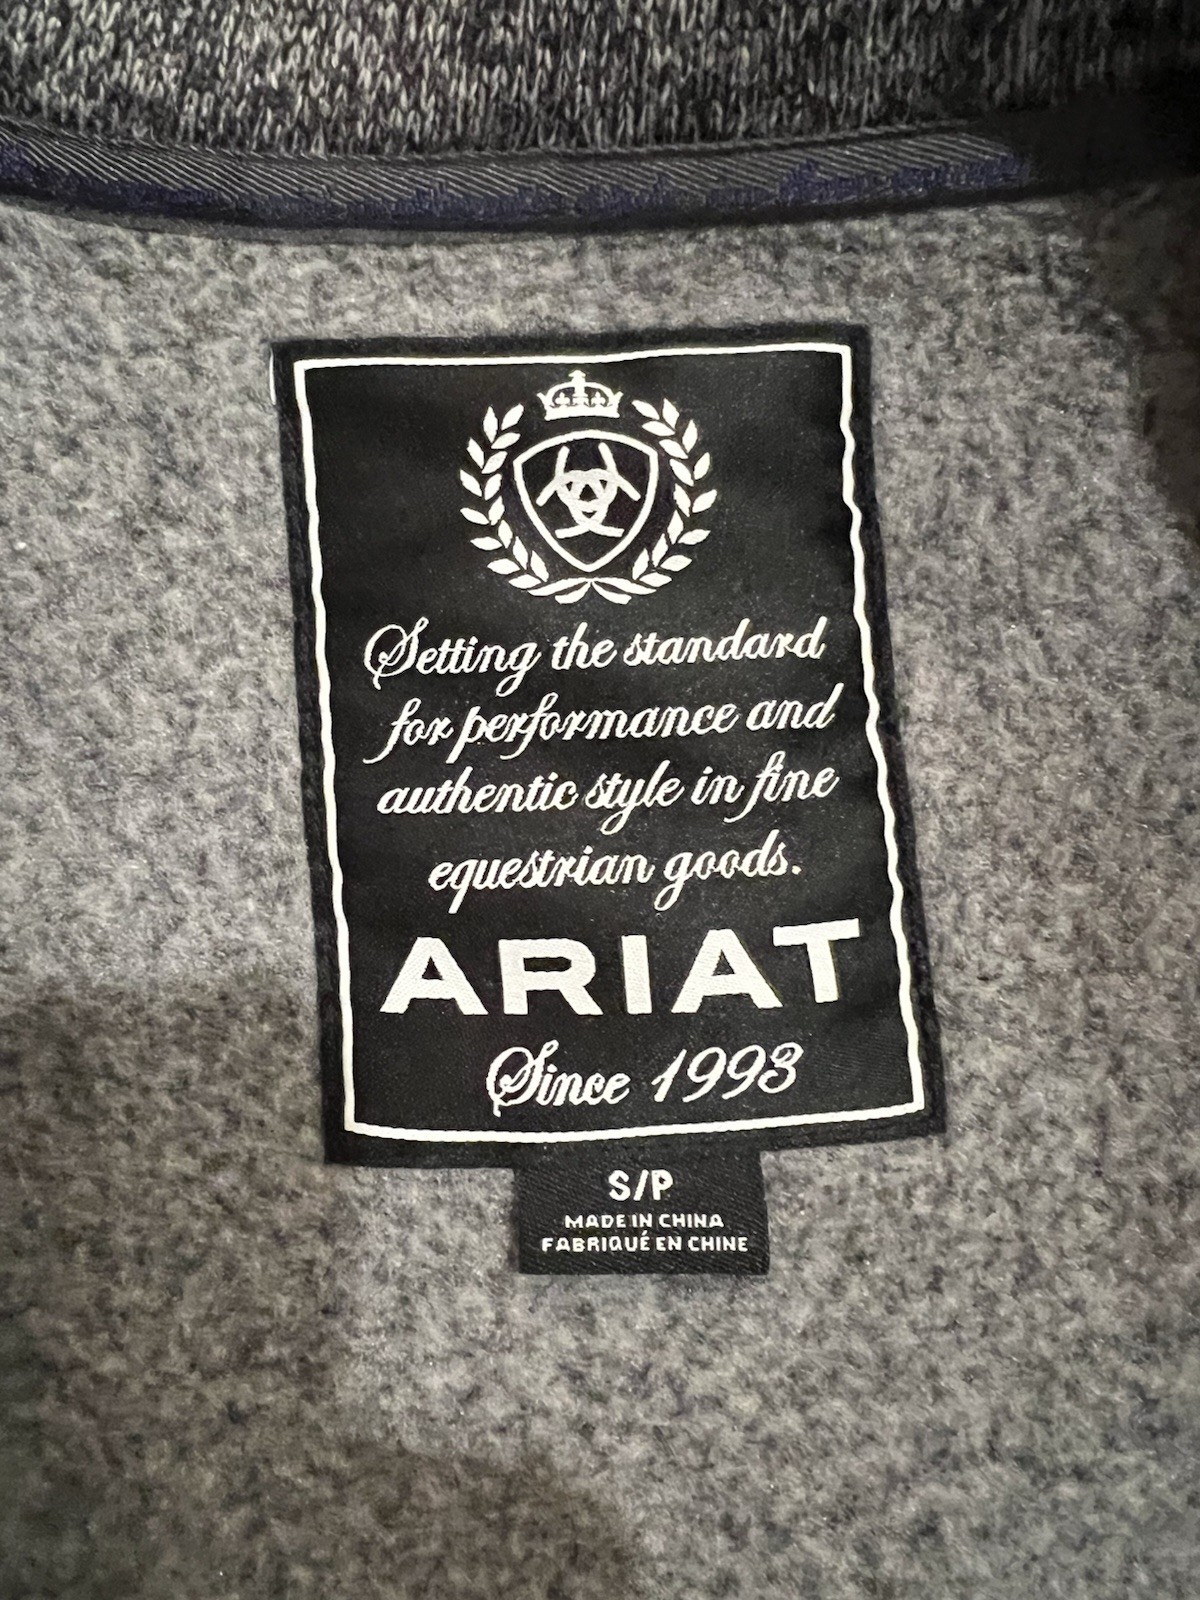 Setting the standard
for performance and
authentic style in fine
equestrian goods.
ARIAT
Since 1993
S/P
MADE IN CHINA
FABRIQUÉ EN CHINE